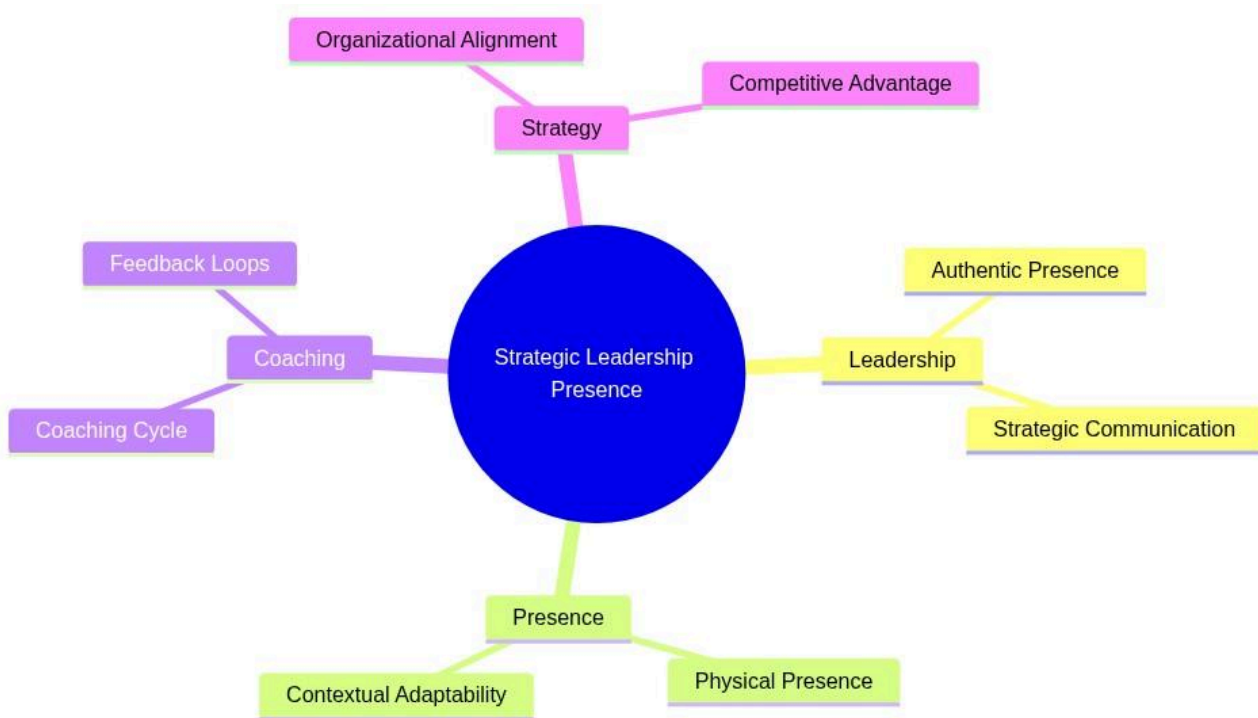 Organizational Alignment
Competitive Advantage
Strategy
Feedback Loops
Authentic Presence
Coaching
Strategic Leadership
Presence
Leadership
Coaching Cycle
Strategic Communication
Presence
Contextual Adaptability
Physical Presence